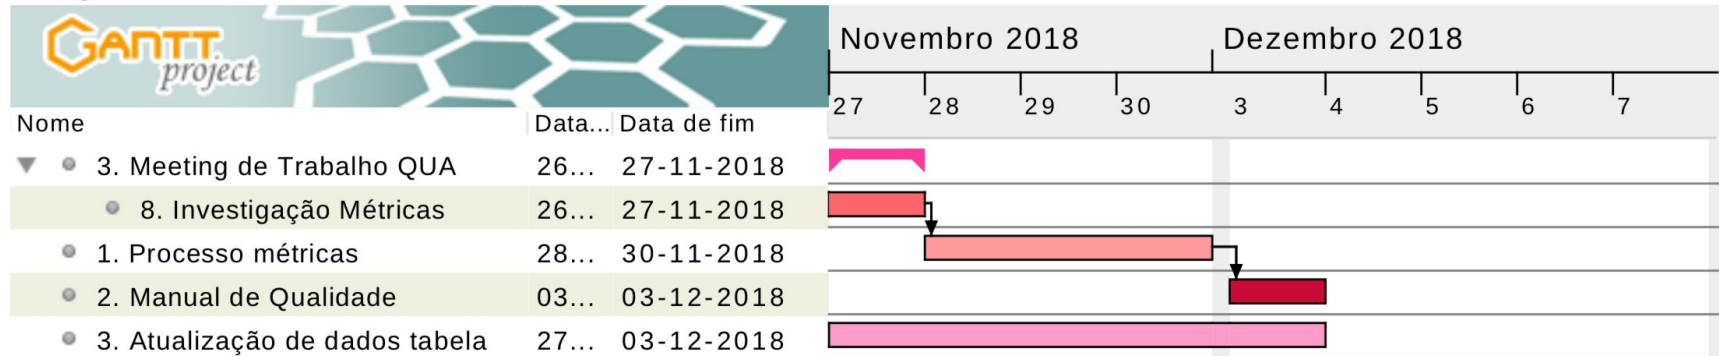 GANTT
project
Novembro 2018 Dezembro 2018
27 28 29 30 3 4 5 6 7
Nome Data... Data de fim
3. Meeting de Trabalho QUA 26... 27-11-2018
8. Investigação Métricas 26... 27-11-2018
1. Processo métricas 28... 30-11-2018
2. Manual de Qualidade 03... 03-12-2018
3. Atualização de dados tabela 27... 03-12-2018